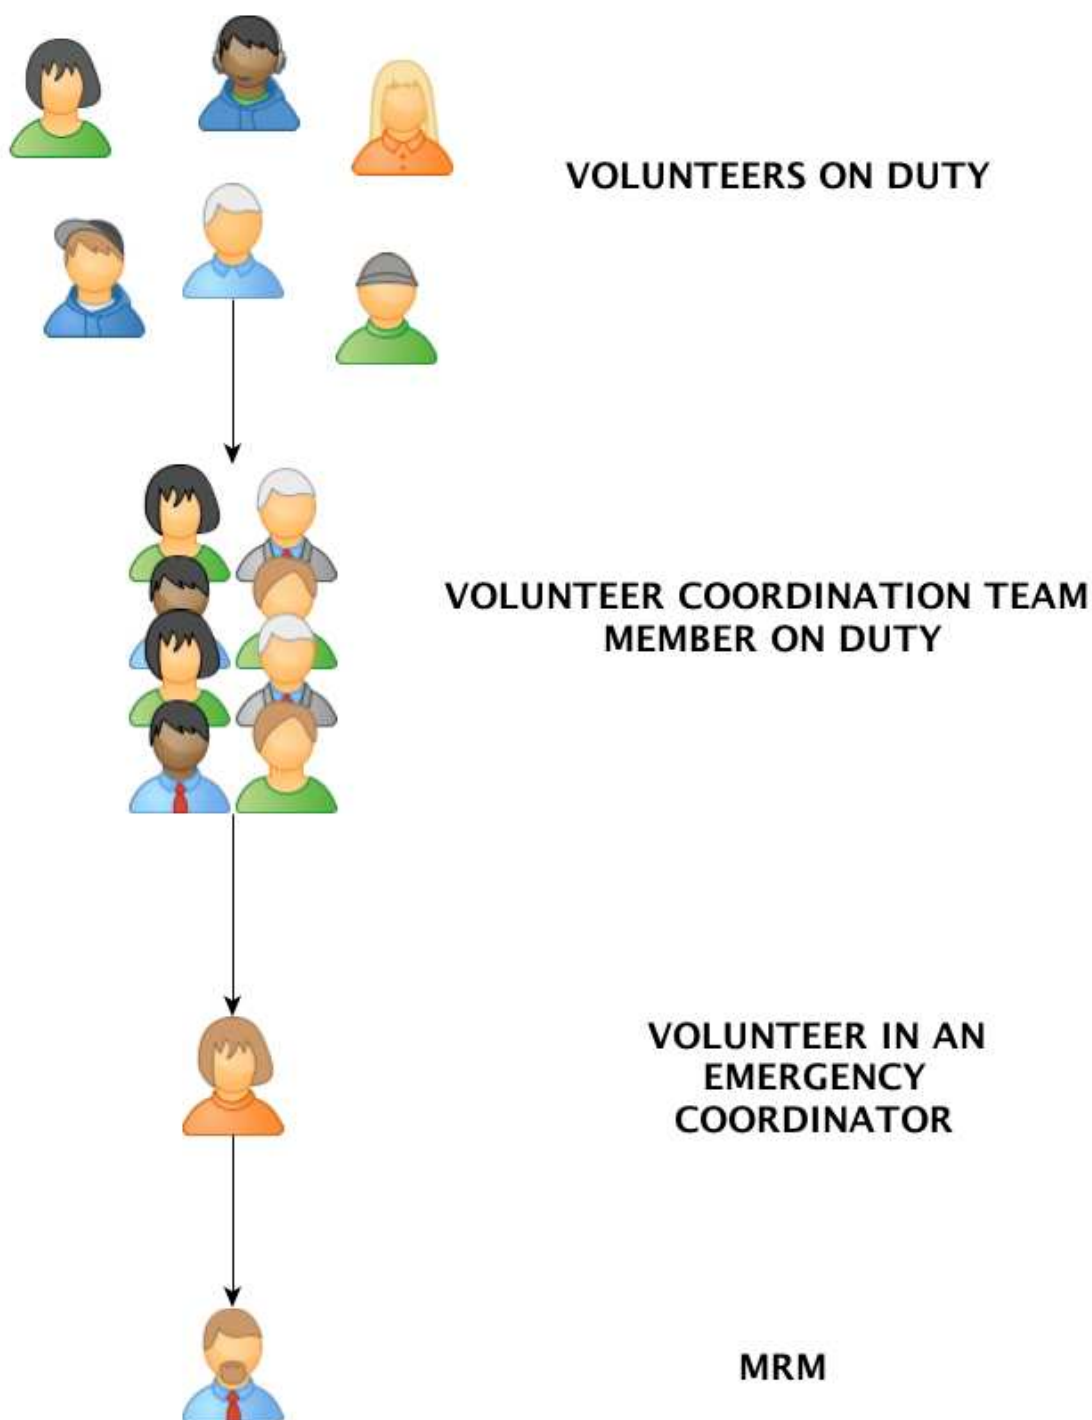 VOLUNTEERS ON DUTY
VOLUNTEER COORDINATION TEAM
MEMBER ON DUTY
VOLUNTEER IN AN
EMERGENCY
COORDINATOR
MRM